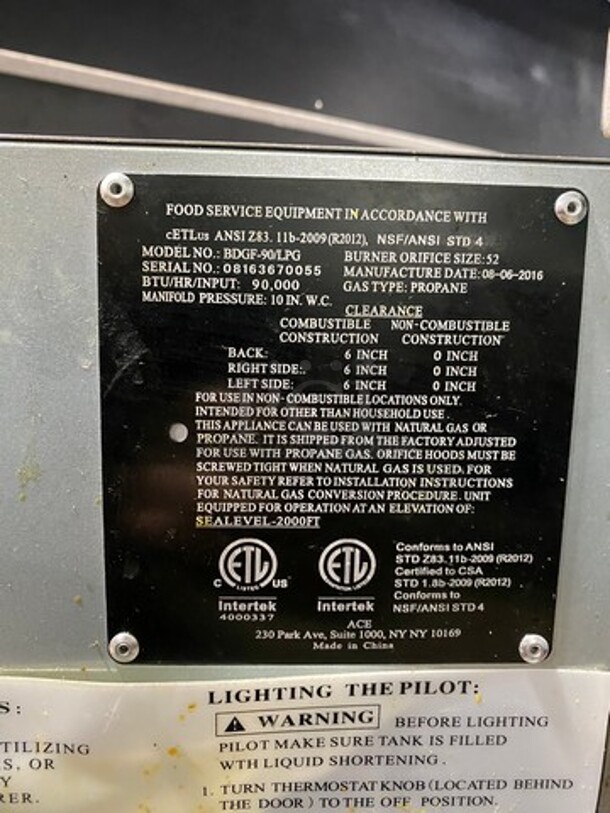 FOOD SERVICE EQUIPMENT IN ACCORDANCE WITH
cETLus ANSI Z83. 11b-2009 (R2012), NSF/ANSI STD 4
MODEL NO.: BDGF-90/LPG BURNER ORIFICE SIZE: 52
SERIAL NO.: 08163670055 MANUFACTURE DATE: 08-06-2016
BTU/HR/INPUT: 90,000 GAS TYPE: PROPANE
MANIFOLD PRESSURE: 10 IN. W.C.
CLEARANCE
COMBUSTIBLE NON-COMBUSTIBLE
CONSTRUCTION CONSTRUCTION
BACK: 6 INCH 0 INCH
RIGHT SIDE: 6 INCH 0 INCH
LEFT SIDE: 6 INCH 0 INCH
FOR USE IN NON-COMBUSTIBLE LOCATIONS ONLY.
INTENDED FOR OTHER THAN HOUSEHOLD USE.
THIS APPLIANCE CAN BE USED WITH NATURAL GAS OR
PROPANE. IT IS SHIPPED FROM THE FACTORY ADJUSTED
FOR USE WITH PROPANE GAS. ORIFICE HOODS MUST BE
SCREWED TIGHT WHEN NATURAL GAS IS USED. FOR
YOUR SAFETY REFER TO INSTALLATION INSTRUCTIONS
FOR NATURAL GAS CONVERSION PROCEDURE. UNIT
EQUIPPED FOR OPERATION AT AN ELEVATION OF:
SEALEVEL-2000FT
ETL
LISTED
C US
Intertek
4000337
ETL
Intertek
Conforms to ANSI
STD Z83. 11b-2009 (R2012)
Certified to CSA
STD 1.8b-2009 (R2012)
Conforms to
NSF/ANSI STD 4
ACE
230 Park Ave, Suite 1000, NY NY 10169
Made in China
S:
TILIZING
S, OR
Y
RER.
LIGHTING THE PILOT:
WARNING BEFORE LIGHTING
PILOT MAKE SURE TANK IS FILLED
WTH LIQUID SHORTENING.
1. TURN THERMOSTAT KNOB (LOCATED BEHIND
THE DOOR) TO THE OFF POSITION.